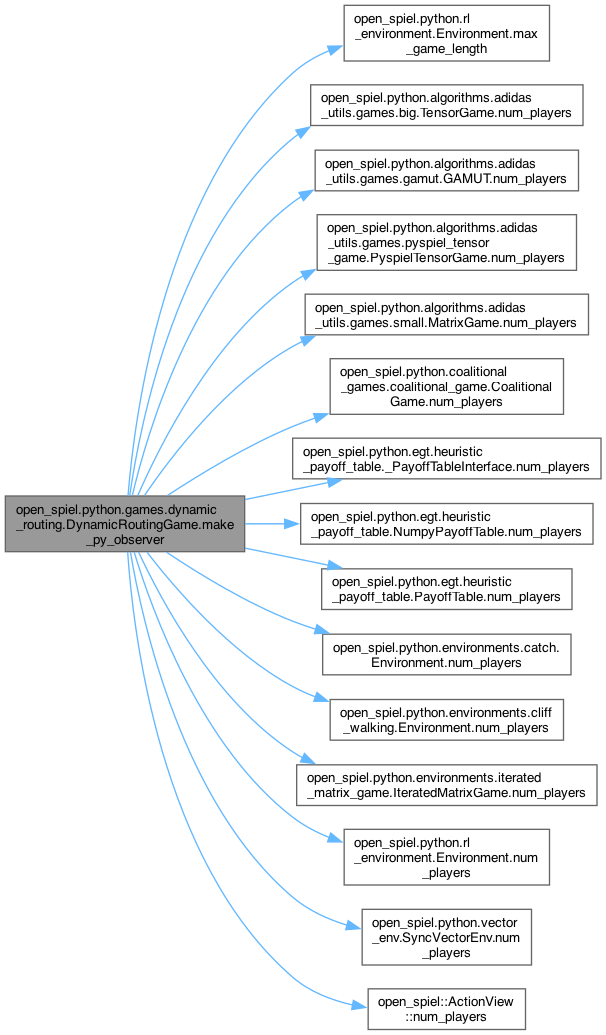 open_spiel.python.rl
_environment.Environment.max
_game_length
open_spiel.python.algorithms.adidas
_utils.games.big.TensorGame.num_players
open_spiel.python.algorithms.adidas
_utils.games.gamut.GAMUT.num_players
open_spiel.python.algorithms.adidas
_utils.games.pyspiel_tensor
_game.PyspielTensorGame.num_players
open_spiel.python.algorithms.adidas
_utils.games.small.MatrixGame.num_players
open_spiel.python.coalitional
_games.coalitional_game.Coalitional
Game.num_players
open_spiel.python.egt.heuristic
_payoff_table._PayoffTableInterface.num_players
open_spiel.python.games.dynamic
_routing.DynamicRoutingGame.make
_py_observer
open_spiel.python.egt.heuristic
_payoff_table.NumpyPayoffTable.num_players
open_spiel.python.egt.heuristic
_payoff_table.PayoffTable.num_players
open_spiel.python.environments.catch.
Environment.num_players
open_spiel.python.environments.cliff
_walking.Environment.num_players
open_spiel.python.environments.iterated
_matrix_game.IteratedMatrixGame.num_players
open_spiel.python.rl
_environment.Environment.num
_players
open_spiel.python.vector
_env.SyncVectorEnv.num
_players
open_spiel::ActionView
::num_players